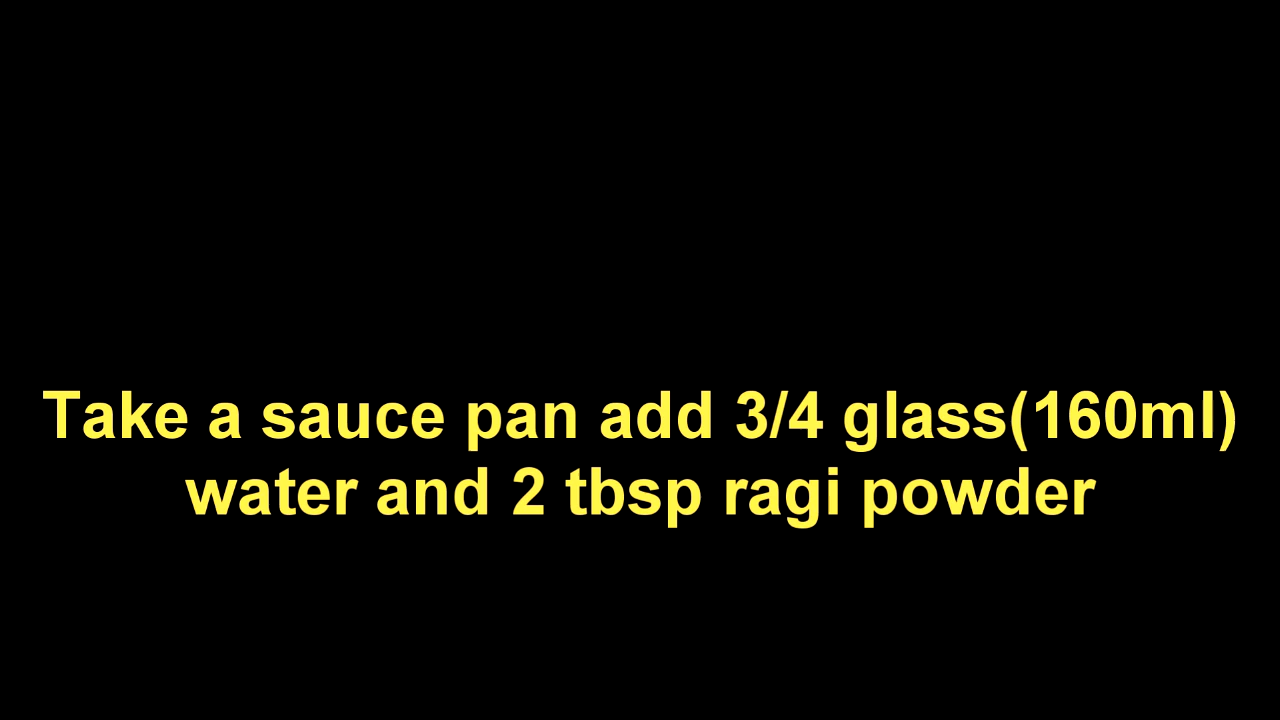 Take a sauce pan add 3/4 glass(160ml)
water and 2 tbsp ragi powder